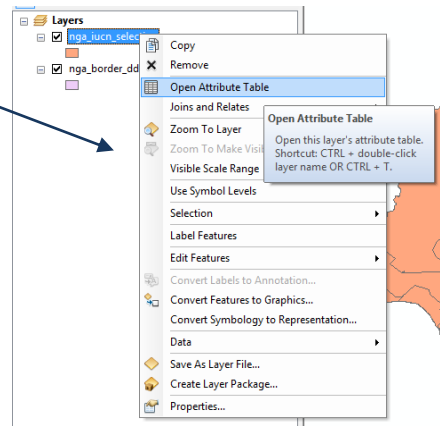 Layers
nga_iucn_selec
nga_border_dd
Copy
Remove
Open Attribute Table
Joins and Relates
Zoom To Layer
Zoom To Make Visi
Visible Scale Range
Use Symbol Levels
Selection
Label Features
Edit Features
Convert Labels to Annotation...
Convert Features to Graphics...
Convert Symbology to Representation...
Data
Save As Layer File...
Create Layer Package...
Properties...
Open Attribute Table
Open this layer's attribute table.
Shortcut: CTRL + double-click
layer name OR CTRL + T.